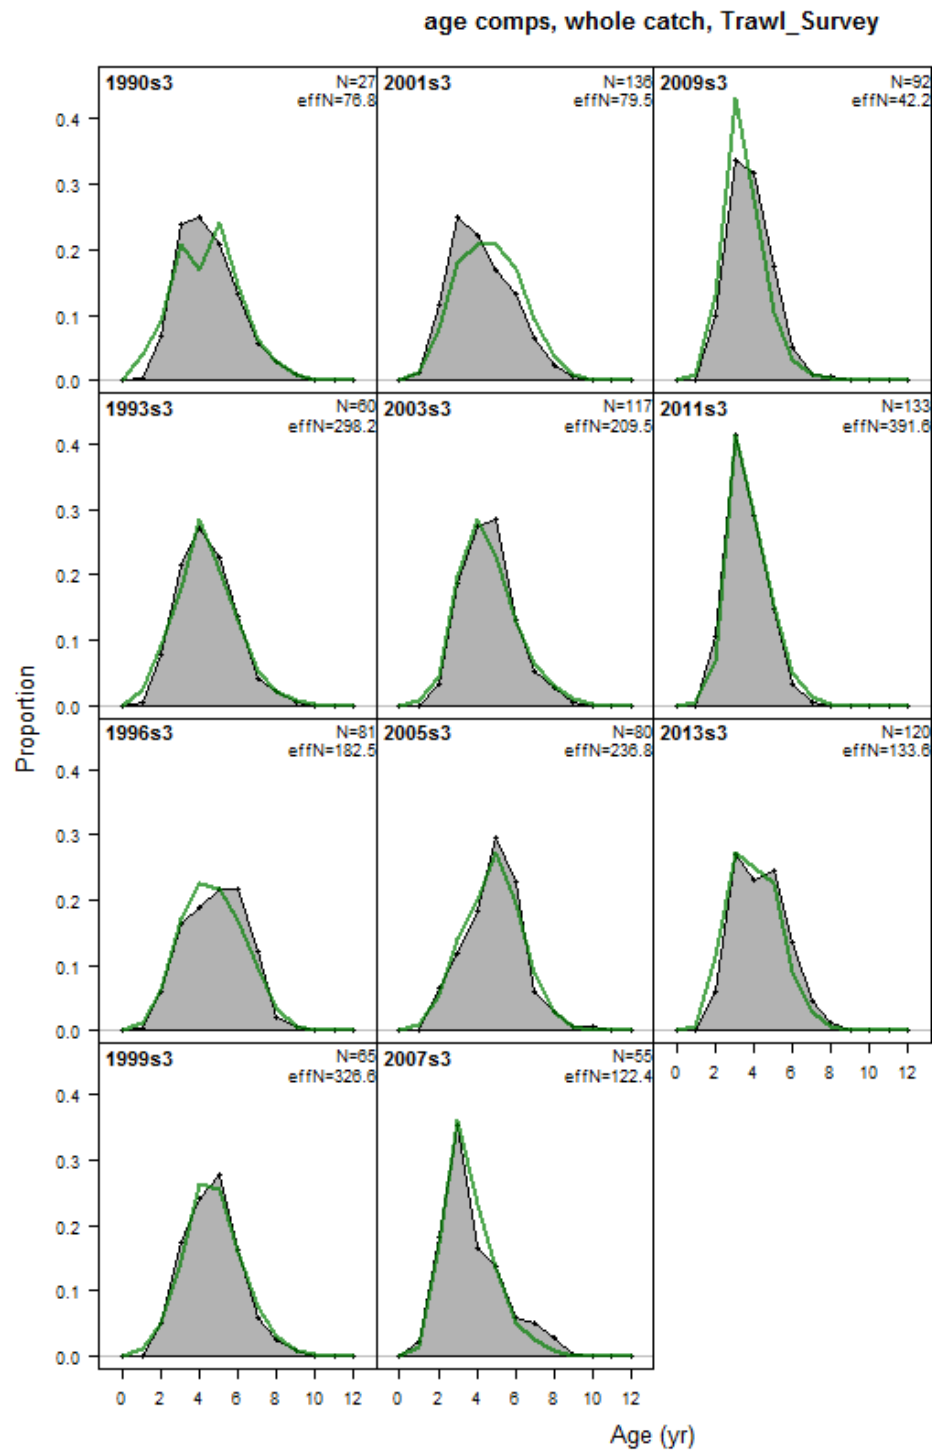 age comps, whole catch, Trawl_Survey
1990s3
N=27
effN=76.8
2001s3
N=136
effN=79.5
2009s3
N=92
effN=42.2
0.4
0.3
0.2
0.1
0.0
1993s3
N=60
effN=298.2
2003s3
N=117
effN=209.5
2011s3
N=133
effN=391.6
0.4
0.3
0.2
0.1
0.0
Proportion
1996s3
N=81
effN=182.5
2005s3
N=80
effN=236.8
2013s3
N=120
effN=133.6
0.4
0.3
0.2
0.1
0.0
1999s3
N=65
effN=326.6
2007s3
N=55
effN=122.4
0 2 4 6 8 10 12
0.4
0.3
0.2
0.1
0.0
0 2 4 6 8 10 12
0 2 4 6 8 10 12
Age (yr)